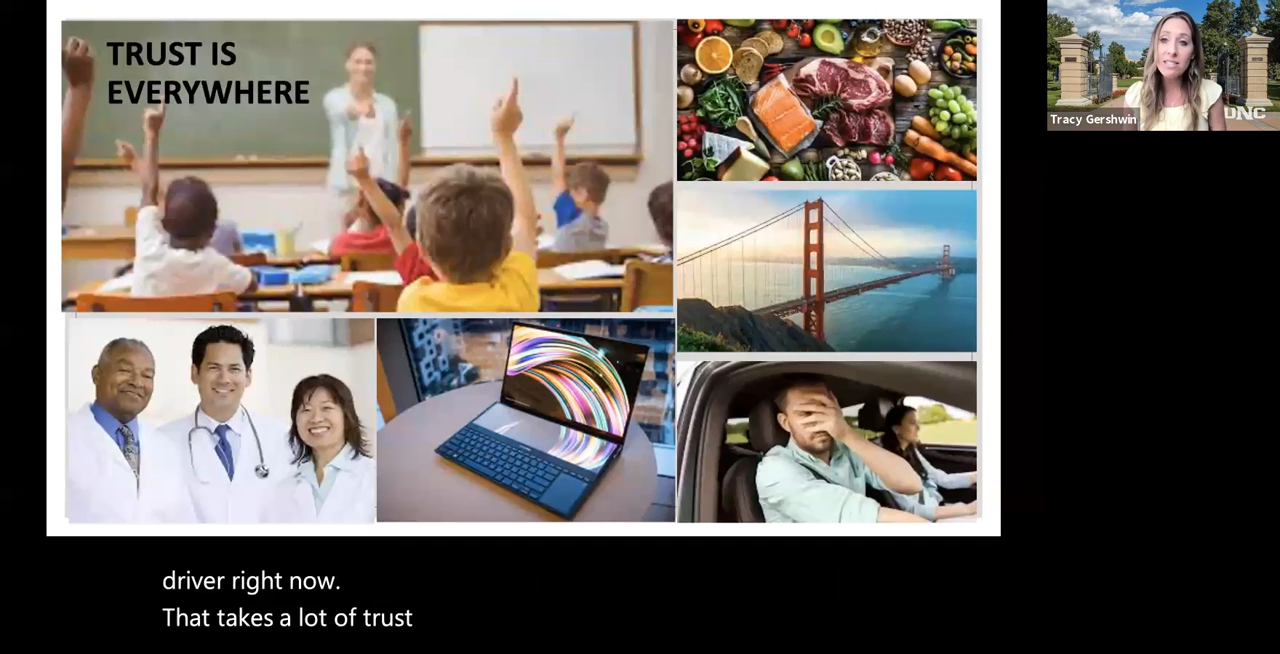 TRUST IS
EVERYWHERE
Tracy Gershwin
UNC
driver right now.
That takes a lot of trust